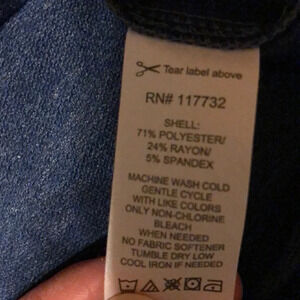 Tear label above
RN# 117732
SHELL:
71% POLYESTER/
24% RAYON/
5% SPANDEX
MACHINE WASH COLD
GENTLE CYCLE
WITH LIKE COLORS
ONLY NON-CHLORINE
BLEACH
WHEN NEEDED
NO FABRIC SOFTENER
TUMBLE DRY LOW
COOL IRON IF NEEDED